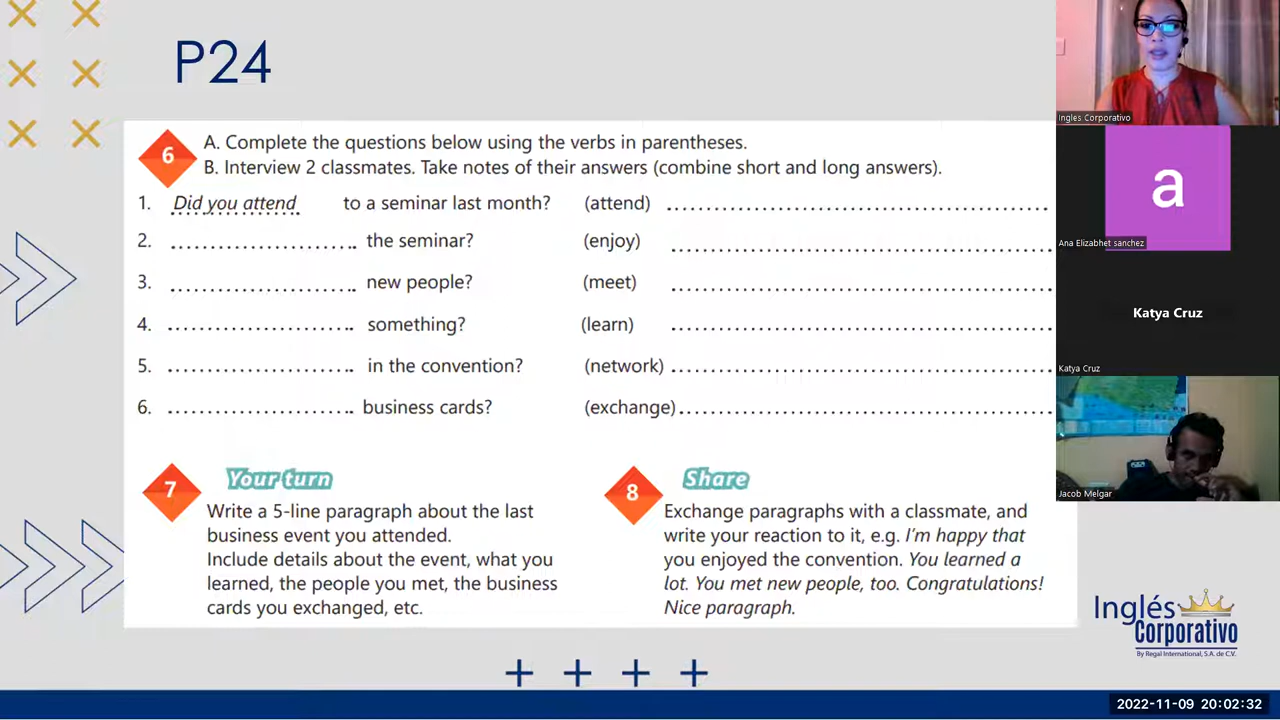 P24
6
A. Complete the questions below using the verbs in parentheses.
B. Interview 2 classmates. Take notes of their answers (combine short and long answers).
1. Did you attend to a seminar last month? (attend)
2. the seminar? (enjoy)
3. new people? (meet)
4. something? (learn)
5. in the convention? (network)
6. business cards? (exchange)
7
Your turn
Write a 5-line paragraph about the last
business event you attended.
Include details about the event, what you
learned, the people you met, the business
cards you exchanged, etc.
8
Share
Exchange paragraphs with a classmate, and
write your reaction to it, e.g. I'm happy that
you enjoyed the convention. You learned a
lot. You met new people, too. Congratulations!
Nice paragraph.
Ingles Corporativo
a
Ana Elizabhet sanchez
Katya Cruz
Katya Cruz
Jacob Melgar
Inglés
Corporativo
By Regal International, S.A. de C.V.
2022-11-09 20:02:32